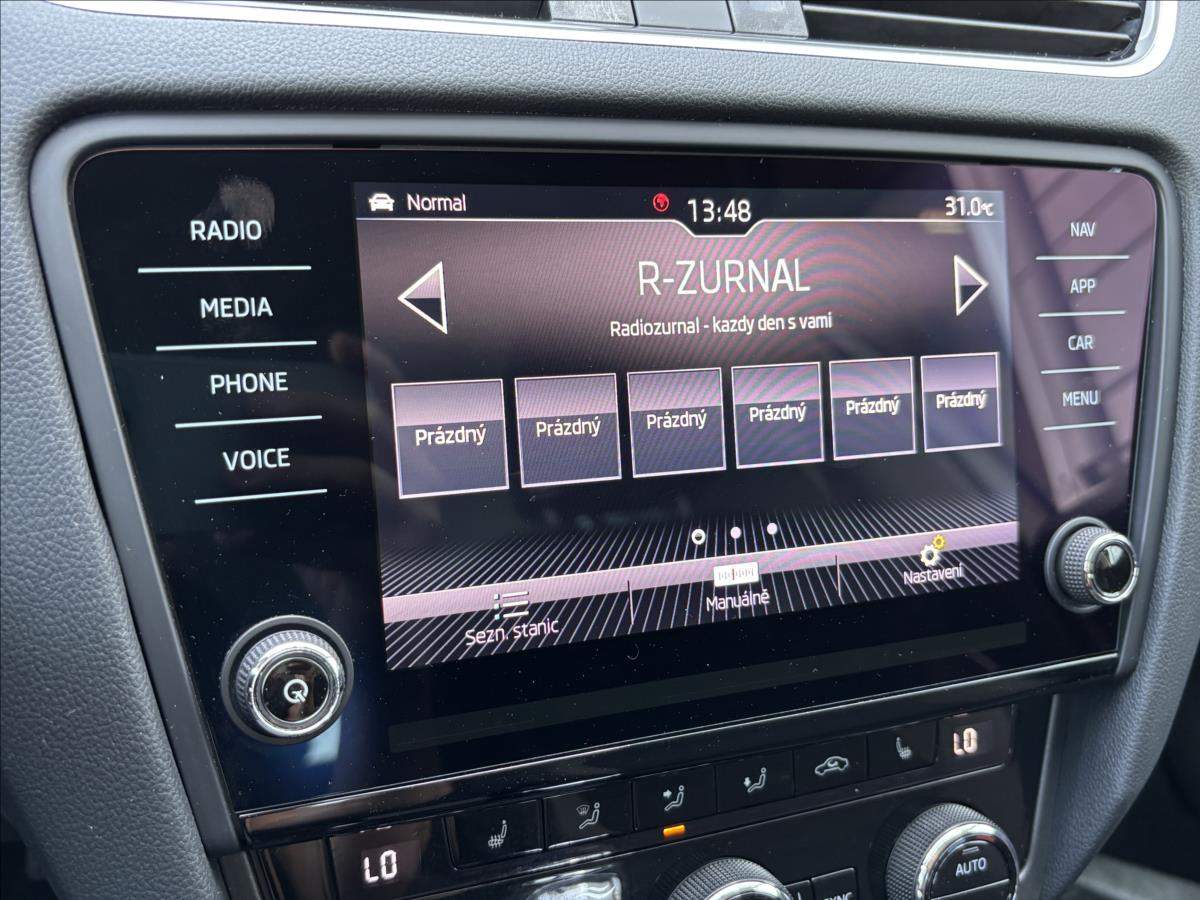 Normal
13:48
31.0°C
RADIO
MEDIA
PHONE
VOICE
NAV
APP
CAR
MENU
R-ZURNAL
Radiozurnal - kazdy den s vami
Prázdný
Prázdný
Prázdný
Prázdný
Prázdný
Prázdný
Sezn. stanic
Manuálně
Nastavení
LO
LO
AUTO
SYNC